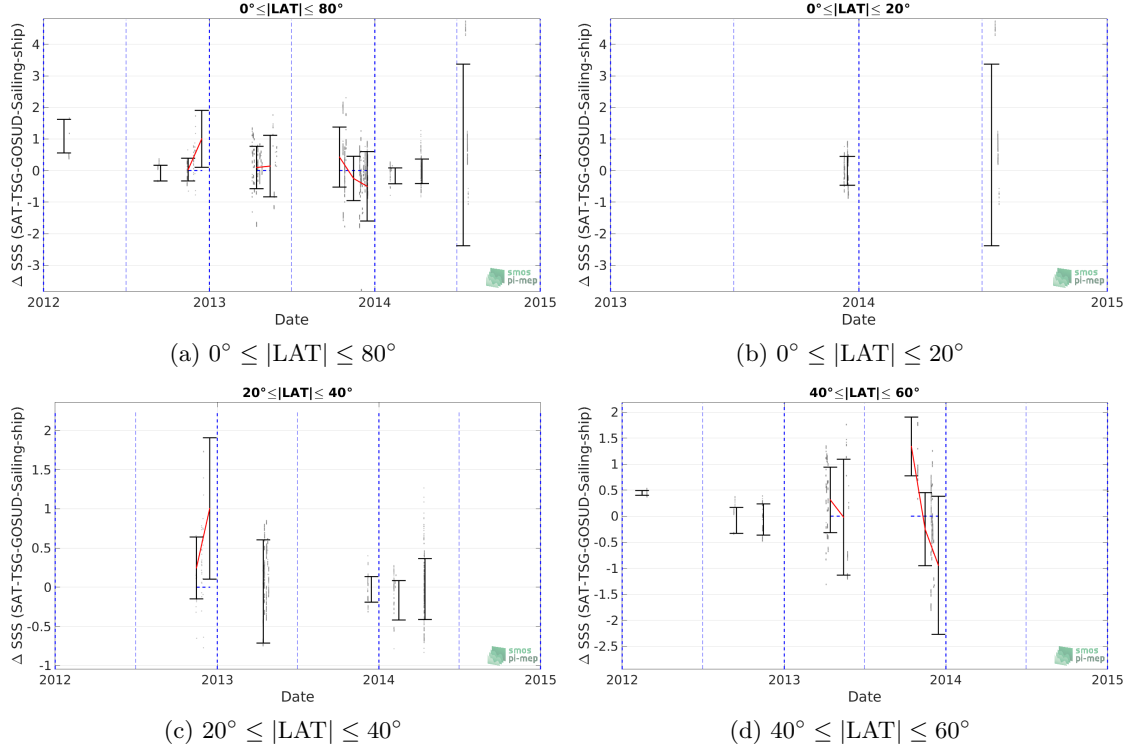 0°≤|LAT|≤ 80°
Δ SSS (SAT-TSG-GOSUD-Sailing-ship)
4
3
2
1
0
-1
-2
-3
smos
pi-mep
2012 2013 2014 2015
Date
(a) 0° ≤ |LAT| ≤ 80°
0°≤|LAT|≤ 20°
Δ SSS (SAT-TSG-GOSUD-Sailing-ship)
4
3
2
1
0
-1
-2
-3
smos
pi-mep
2013 2014 2015
Date
(b) 0° ≤ |LAT| ≤ 20°
20°≤|LAT|≤ 40°
Δ SSS (SAT-TSG-GOSUD-Sailing-ship)
2
1.5
1
0.5
0
-0.5
-1
smos
pi-mep
2012 2013 2014 2015
Date
(c) 20° ≤ |LAT| ≤ 40°
40°≤|LAT|≤ 60°
Δ SSS (SAT-TSG-GOSUD-Sailing-ship)
2
1.5
1
0.5
0
-0.5
-1
-1.5
-2
-2.5
smos
pi-mep
2012 2013 2014 2015
Date
(d) 40° ≤ |LAT| ≤ 60°